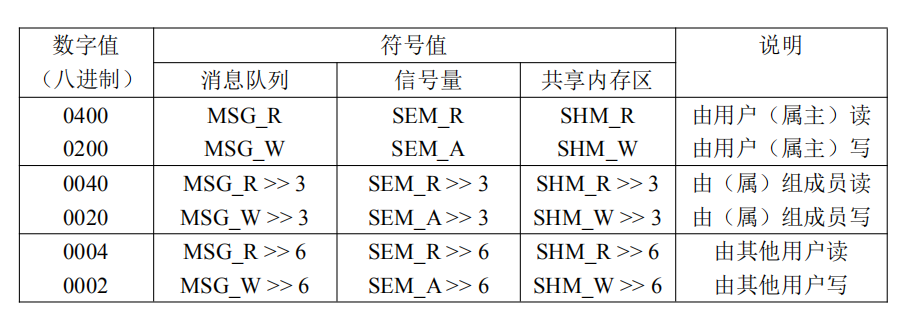 数字值 符号值 说明
（八进制） 消息队列 信号量 共享内存区
0400 MSG_R SEM_R SHM_R 由用户（属主）读
0200 MSG_W SEM_A SHM_W 由用户（属主）写
0040 MSG_R >> 3 SEM_R >> 3 SHM_R >> 3 由（属）组成员读
0020 MSG_W >> 3 SEM_A >> 3 SHM_W >> 3 由（属）组成员写
0004 MSG_R >> 6 SEM_R >> 6 SHM_R >> 6 由其他用户读
0002 MSG_W >> 6 SEM_A >> 6 SHM_W >> 6 由其他用户写